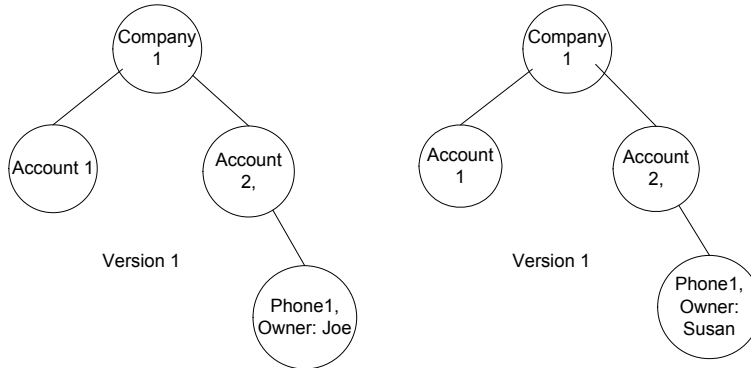 Company
1
Account 1
Account
2,
Version 1
Phone1,
Owner: Joe
Company
1
Account
1
Account
2,
Version 1
Phone1,
Owner:
Susan